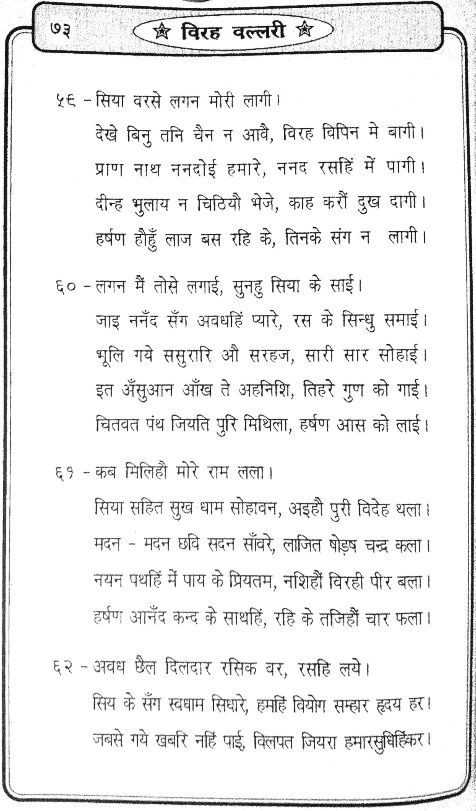 ७३
विरह वल्लरी
५९ - सिया वरसे लगन मोरी लागी।
देखे बिनु तनि चैन न आवै, विरह विपिन मे बागी।
प्राण नाथ ननदोई हमारे, ननद रसहिं में पागी।
दीन्ह भुलाय न चिठियौ भेजे, काह करौं दुख दागी।
हर्षण हौहुँ लाज बस रहि के, तिनके संग न लागी।
६० - लगन मैं तोसे लगाई, सुनहु सिया के साई।
जाइ ननँद सँग अवधहिं प्यारे, रस के सिन्धु समाई।
भूलि गये ससुरारि औ सरहज, सारी सार सोहाई।
इत अँसुआन आँख ते अहनिशि, तिहरे गुण को गाई।
चितवत पंथ जियति पुरि मिथिला, हर्षण आस को लाई।
६१ - कब मिलिहौ मोरे राम लला।
सिया सहित सुख धाम सोहावन, अइहौ पुरी विदेह थला।
मदन - मदन छवि सदन साँवरे, लाजित षोड़ष चन्द्र कला।
नयन पथहिं में पाय के प्रियतम, नशिहौं विरही पीर बला।
हर्षण आनँद कन्द के साथहिं, रहि के तजिहौं चार फला।
६२ - अवध छैल दिलदार रसिक वर, रसहि लये।
सिय के सँग स्वधाम सिधारे, हमहिं वियोग सम्हार हृदय हर।
जबसे गये खबरि नहिं पाई, विलपत जियरा हमारसुधिहिंकर।